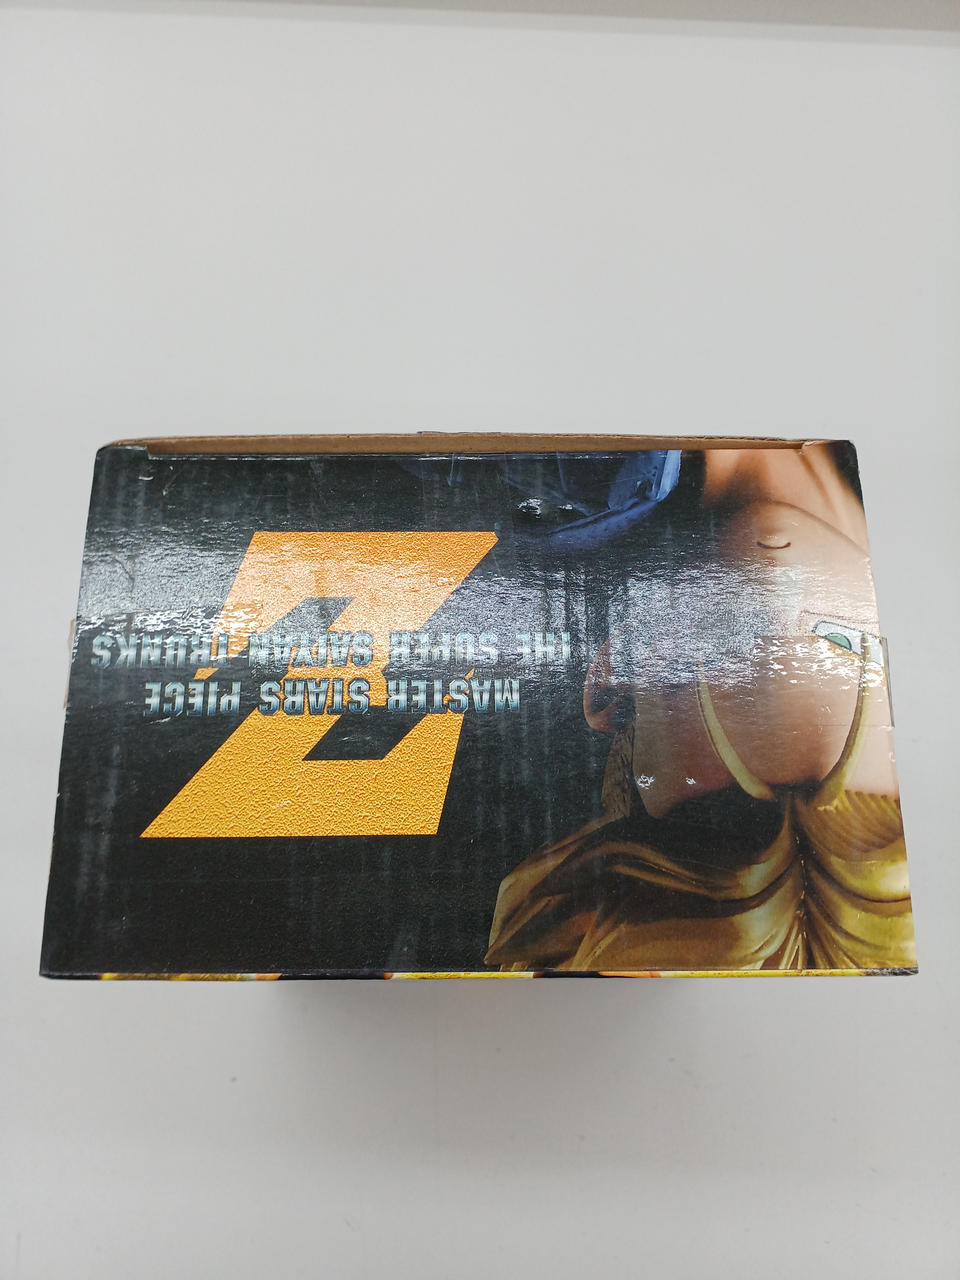 Z
MASTER STARS PIECE
THE SUPER SAIYAN TRUNKS